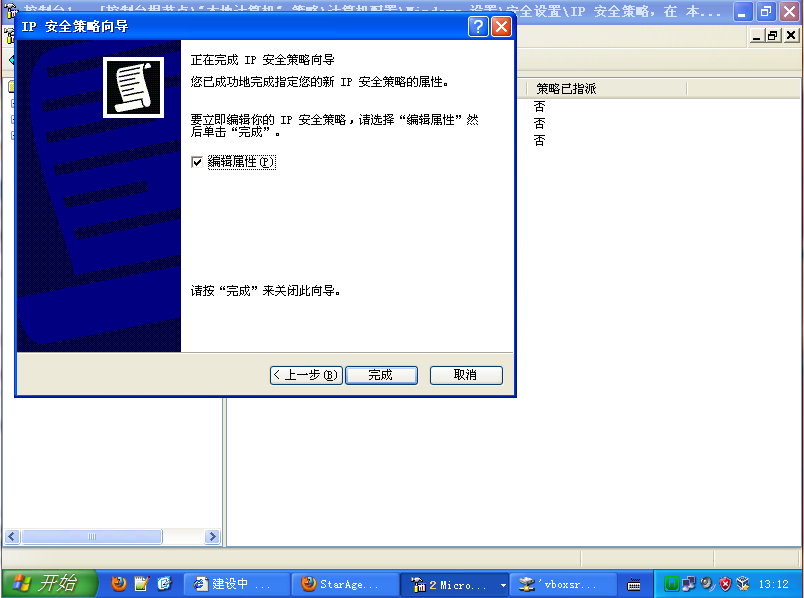 控制台1 - [控制台根节点\“本地计算机” 策略\计算机配置\Windows 设置\安全设置\IP 安全策略，在 本...
IP 安全策略向导
正在完成 IP 安全策略向导
您已成功地完成指定您的新 IP 安全策略的属性。
要立即编辑你的 IP 安全策略，请选择“编辑属性”然
后单击“完成”。
编辑属性(P)
请按“完成”来关闭此向导。
< 上一步(B)
完成
取消
策略已指派
否
否
否
开始
建设中 ...
StarAge...
2 Micro...
'vboxsr...
13:12